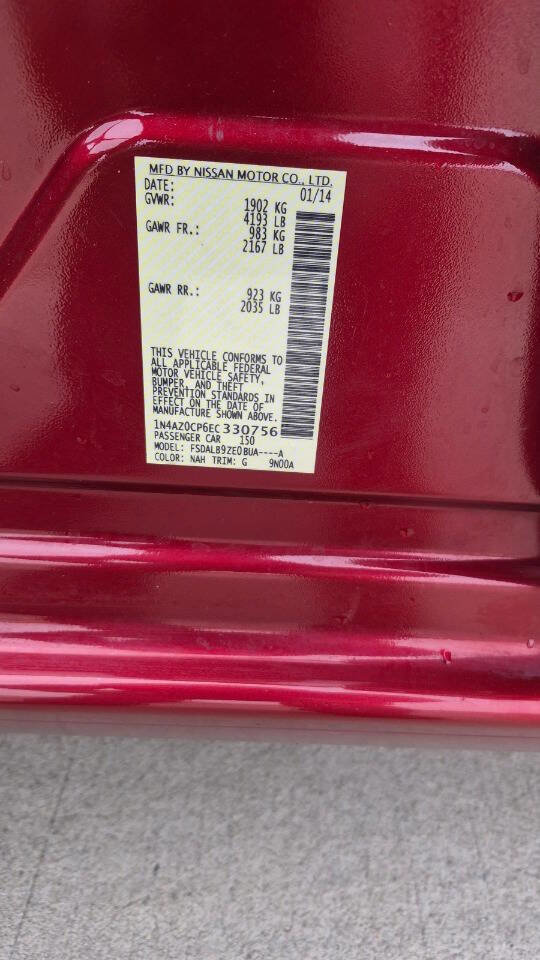 MFD BY NISSAN MOTOR CO., LTD.
DATE: 01/14
GVWR: 1902 KG
4193 LB
GAWR FR.: 983 KG
2167 LB
GAWR RR.: 923 KG
2035 LB
THIS VEHICLE CONFORMS TO
ALL APPLICABLE FEDERAL
MOTOR VEHICLE SAFETY,
BUMPER, AND THEFT
PREVENTION STANDARDS IN
EFFECT ON THE DATE OF
MANUFACTURE SHOWN ABOVE.
1N4AZ0CP6EC330756
PASSENGER CAR 150
MODEL: FSDALB9ZE0BUA----A
COLOR: NAH TRIM: G 9N00A